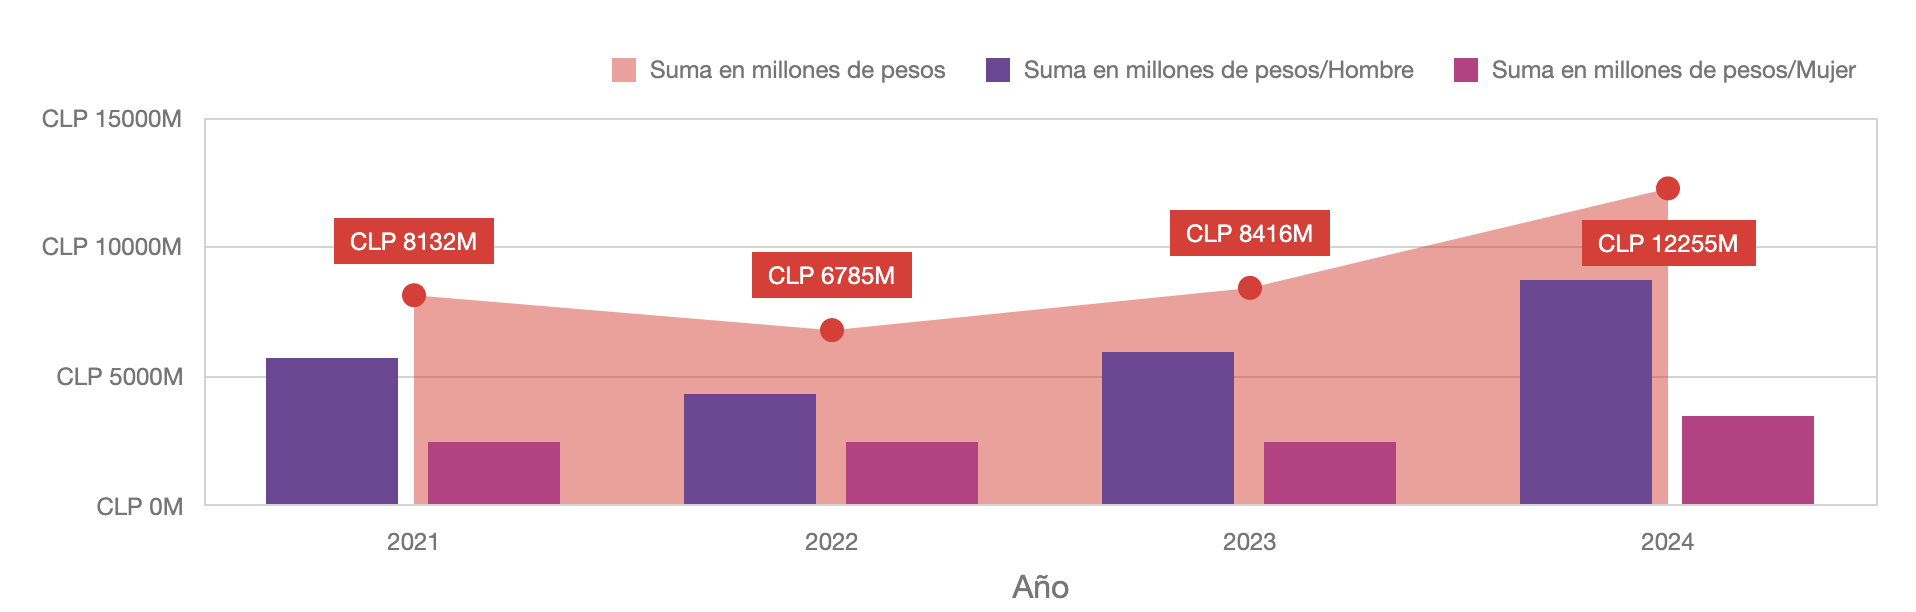 Suma en millones de pesos Suma en millones de pesos/Hombre Suma en millones de pesos/Mujer
CLP 15000M
CLP 10000M
CLP 5000M
CLP 0M
CLP 8132M
CLP 6785M
CLP 8416M
CLP 12255M
2021 2022 2023 2024
Año